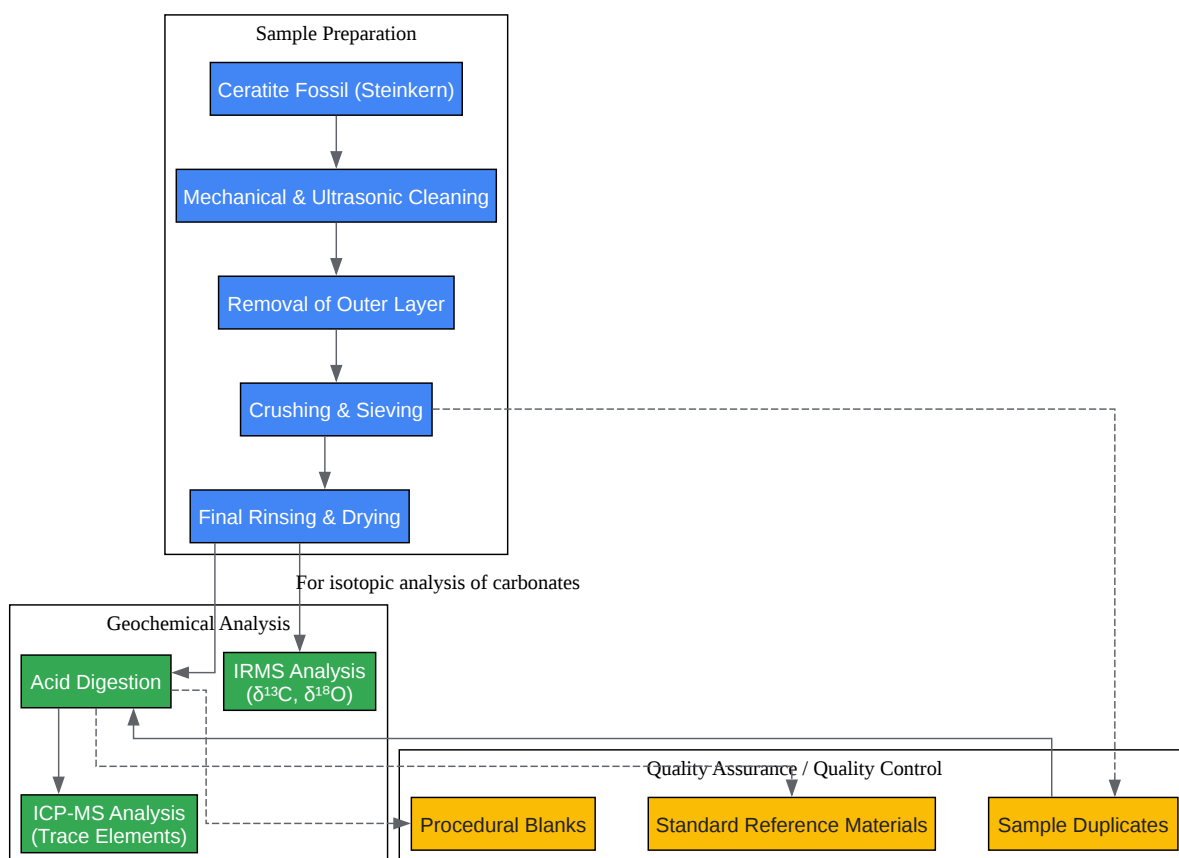 Sample Preparation
Ceratite Fossil (Steinkern)
Mechanical & Ultrasonic Cleaning
Removal of Outer Layer
Crushing & Sieving
Final Rinsing & Drying
For isotopic analysis of carbonates
Geochemical Analysis
Acid Digestion
IRMS Analysis
(δ¹³C, δ¹⁸O)
ICP-MS Analysis
(Trace Elements)
Quality Assurance / Quality Control
Procedural Blanks
Standard Reference Materials
Sample Duplicates